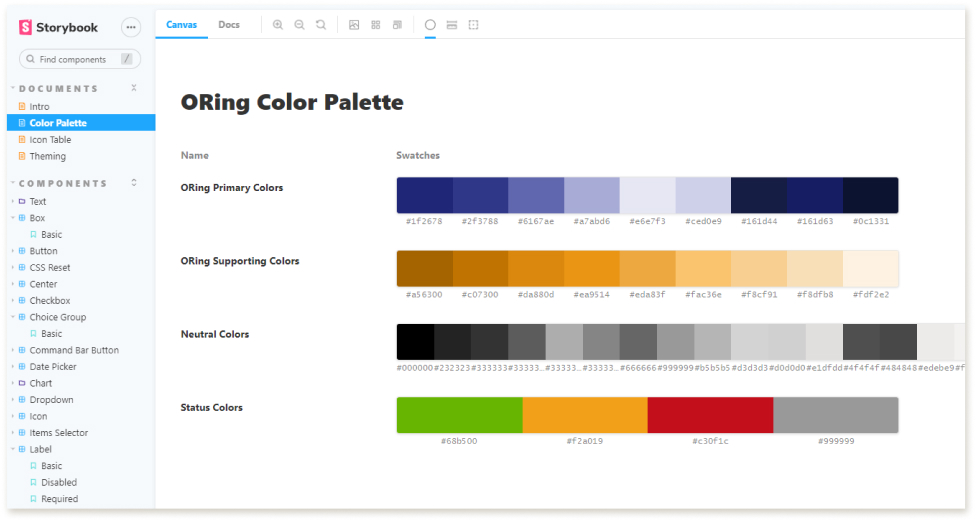 Storybook
Find components /
DOCUMENTS
Intro
Color Palette
Icon Table
Theming
COMPONENTS
Text
Box
Basic
Button
CSS Reset
Center
Checkbox
Choice Group
Basic
Command Bar Button
Date Picker
Chart
Dropdown
Icon
Items Selector
Label
Basic
Disabled
Required
Canvas Docs
ORing Color Palette
Name Swatches
ORing Primary Colors
#1f2678 #2f3788 #6167ae #a7abd6 #e6e7f3 #ced0e9 #161d44 #161d63 #0c1331
ORing Supporting Colors
#a56300 #c07300 #da880d #ea9514 #eda83f #fac36e #f8cf91 #f8dfb8 #fdf2e2
Neutral Colors
#000000 #232323 #333333 #33333... #33333... #33333... #666666 #999999 #b5b5b5 #d3d3d3 #d0d0d0 #e1dfdd #4f4f4f #484848 #edebe9 #f
Status Colors
#68b500 #f2a019 #c30f1c #999999